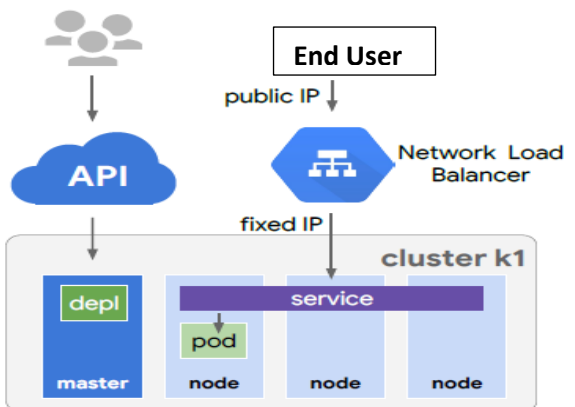 End User
public IP
API
Network Load
Balancer
fixed IP
cluster k1
depl
service
pod
master
node
node
node